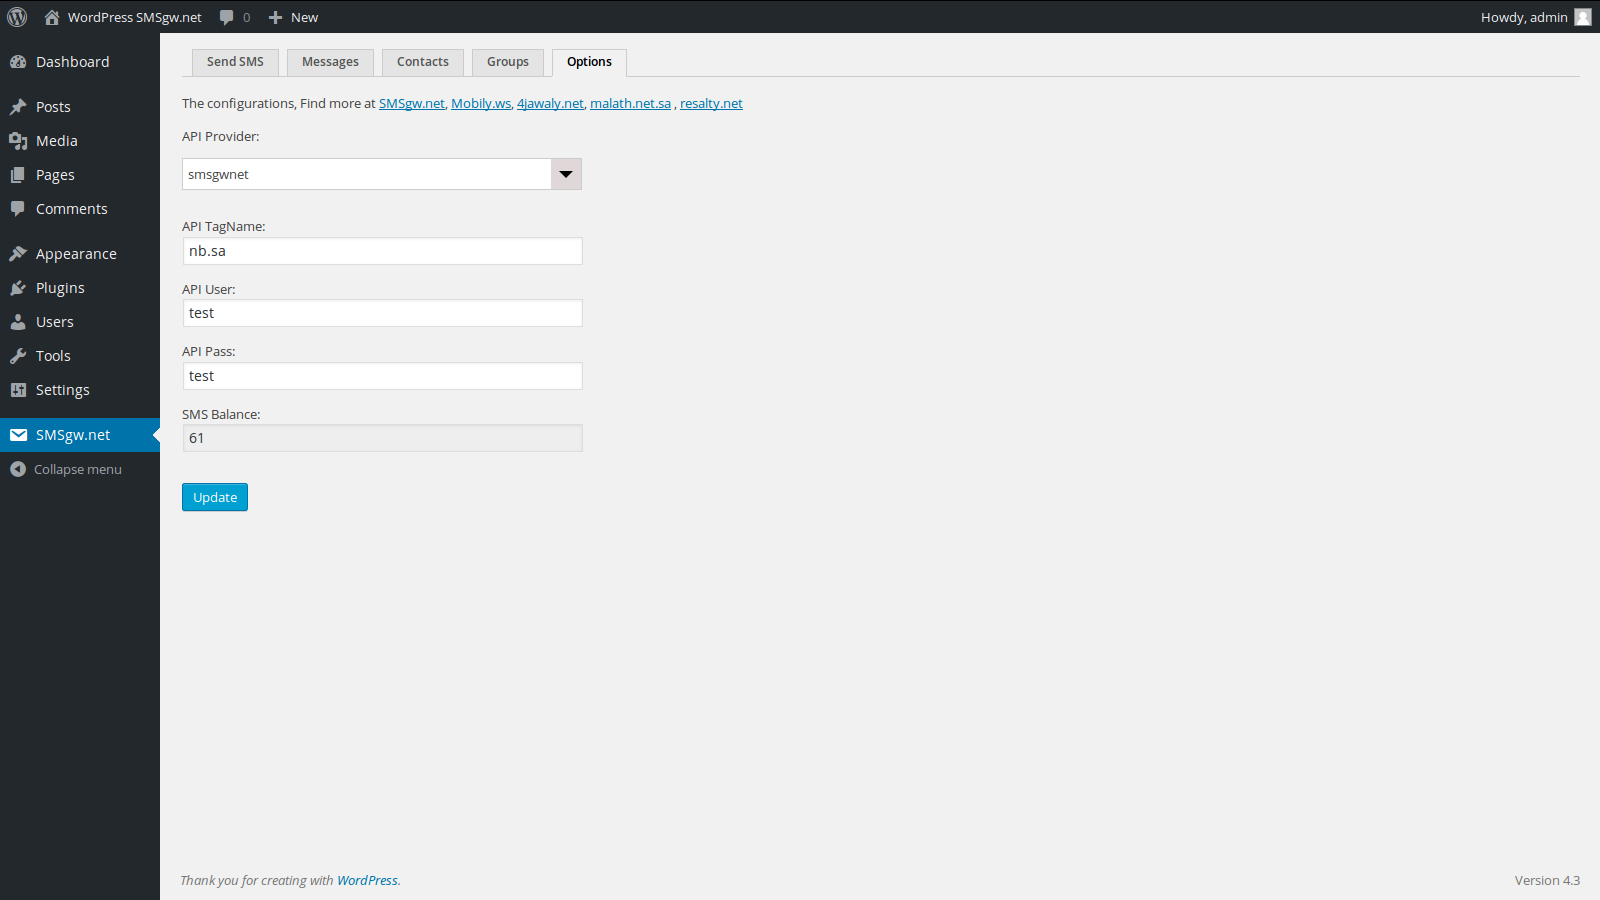 WordPress SMSgw.net 0 New Howdy, admin
Dashboard
Posts
Media
Pages
Comments
Appearance
Plugins
Users
Tools
Settings
SMSgw.net
Collapse menu
Send SMS Messages Contacts Groups Options
The configurations, Find more at SMSgw.net, Mobily.ws, 4jawaly.net, malath.net.sa , resalty.net
API Provider:
smsgwnet
API TagName:
nb.sa
API User:
test
API Pass:
test
SMS Balance:
61
Update
Thank you for creating with WordPress. Version 4.3